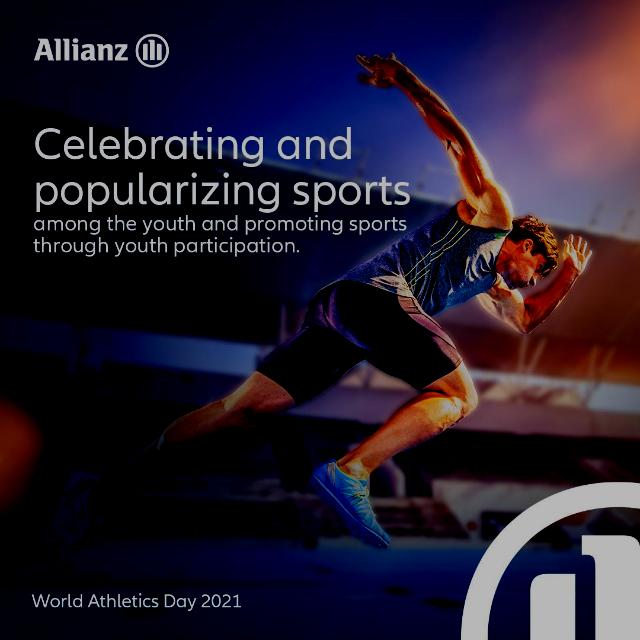 Allianz
Celebrating and
popularizing sports
among the youth and promoting sports
through youth participation.
World Athletics Day 2021